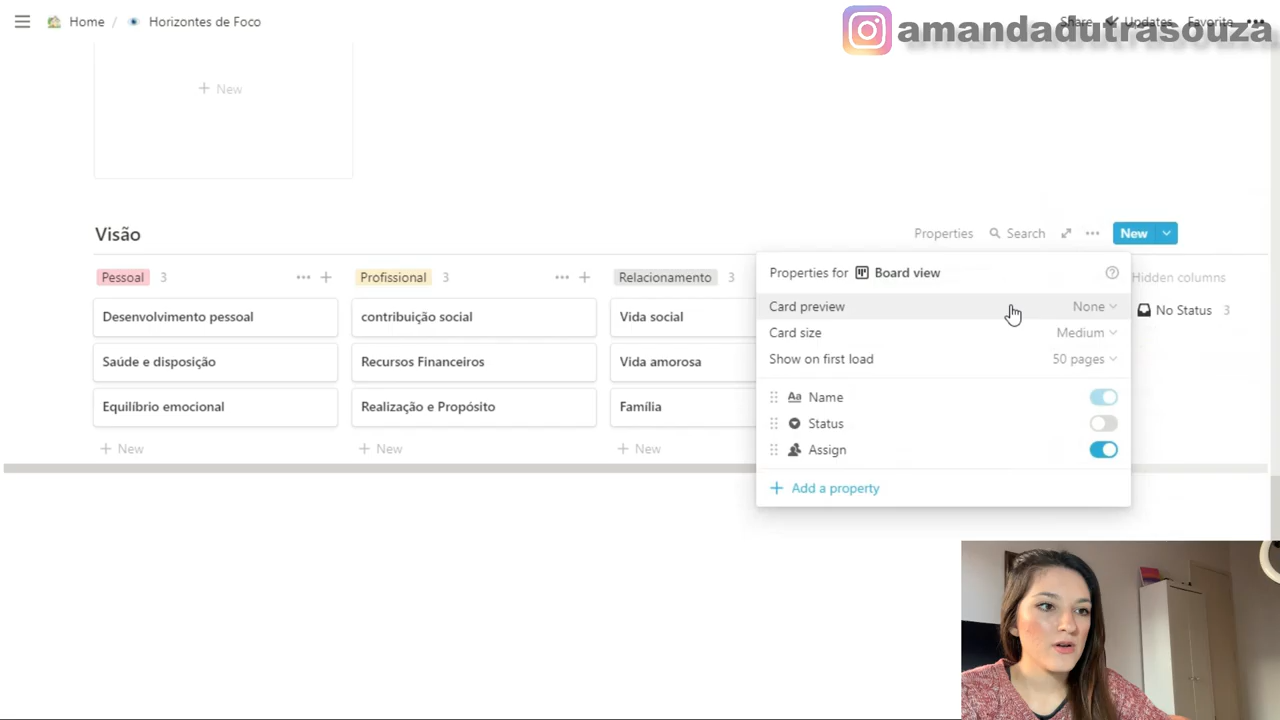 Home / Horizontes de Foco
Share Updates Favorite
amandadutrasouza
+ New
Visão
Properties Search New
Pessoal 3
Profissional 3
Relacionamento 3
Hidden columns
Desenvolvimento pessoal
contribuição social
Vida social
No Status 3
Saúde e disposição
Recursos Financeiros
Vida amorosa
Equilíbrio emocional
Realização e Propósito
Família
+ New
+ New
+ New
Properties for Board view
Card preview None
Card size Medium
Show on first load 50 pages
Aa Name
Status
Assign
+ Add a property